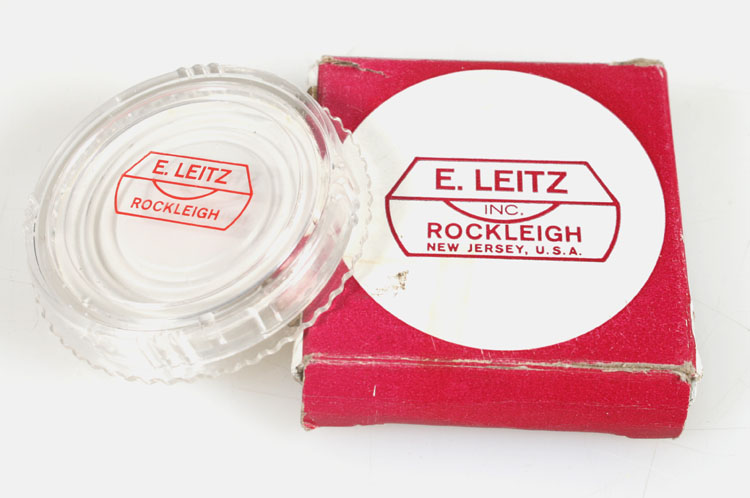 E. LEITZ
ROCKLEIGH
E. LEITZ
INC.
ROCKLEIGH
NEW JERSEY, U.S.A.